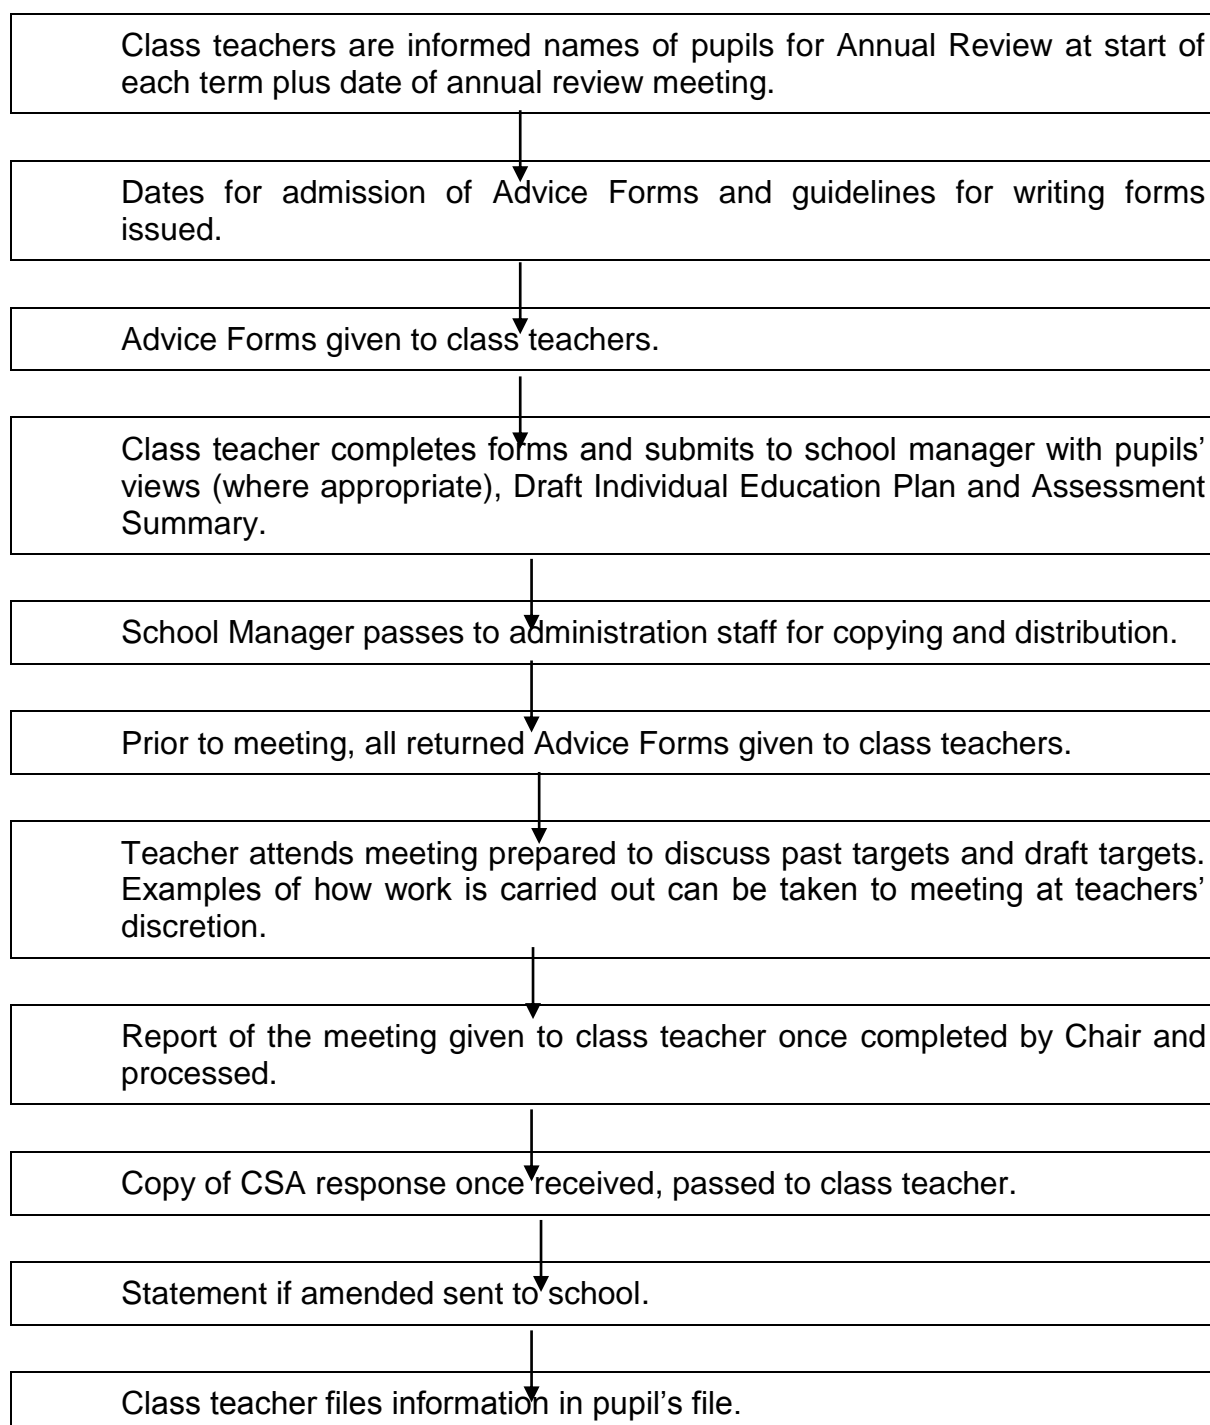 Class teachers are informed names of pupils for Annual Review at start of
each term plus date of annual review meeting.
Dates for admission of Advice Forms and guidelines for writing forms
issued.
Advice Forms given to class teachers.
Class teacher completes forms and submits to school manager with pupils’
views (where appropriate), Draft Individual Education Plan and Assessment
Summary.
School Manager passes to administration staff for copying and distribution.
Prior to meeting, all returned Advice Forms given to class teachers.
Teacher attends meeting prepared to discuss past targets and draft targets.
Examples of how work is carried out can be taken to meeting at teachers’
discretion.
Report of the meeting given to class teacher once completed by Chair and
processed.
Copy of CSA response once received, passed to class teacher.
Statement if amended sent to school.
Class teacher files information in pupil’s file.